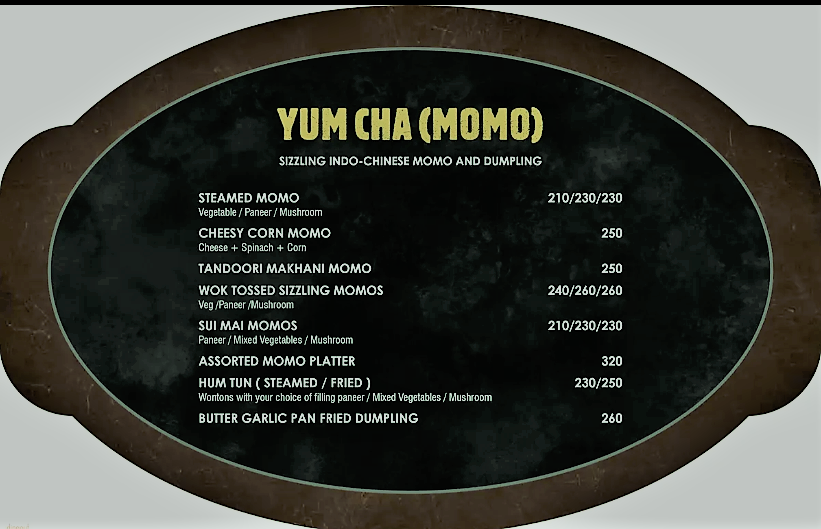 YUM CHA (MOMO)
SIZZLING INDO-CHINESE MOMO AND DUMPLING
STEAMED MOMO 210/230/230
Vegetable / Paneer / Mushroom
CHEESY CORN MOMO 250
Cheese + Spinach + Corn
TANDOORI MAKHANI MOMO 250
WOK TOSSED SIZZLING MOMOS 240/260/260
Veg /Paneer /Mushroom
SUI MAI MOMOS 210/230/230
Paneer / Mixed Vegetables / Mushroom
ASSORTED MOMO PLATTER 320
HUM TUN ( STEAMED / FRIED ) 230/250
Wontons with your choice of filling paneer / Mixed Vegetables / Mushroom
BUTTER GARLIC PAN FRIED DUMPLING 260